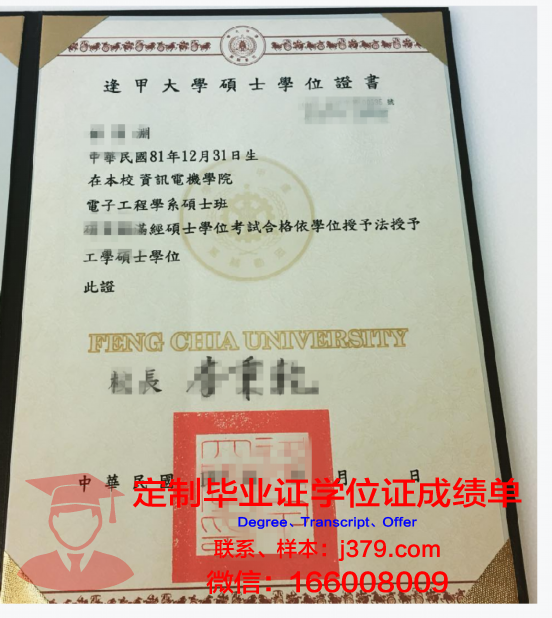 逢甲大學碩士學位證書
號
中華民國81年12月31日生
在本校資訊電機學院
電子工程學系碩士班
經碩士學位考試合格依學位授予法授予
工學碩士學位
此證
FENG CHIA UNIVERSITY
校長
中華民國 月 日
定制毕业证学位证成绩单
Degree、Transcript、Offer
联系、样本：j379.com
微信：166008009